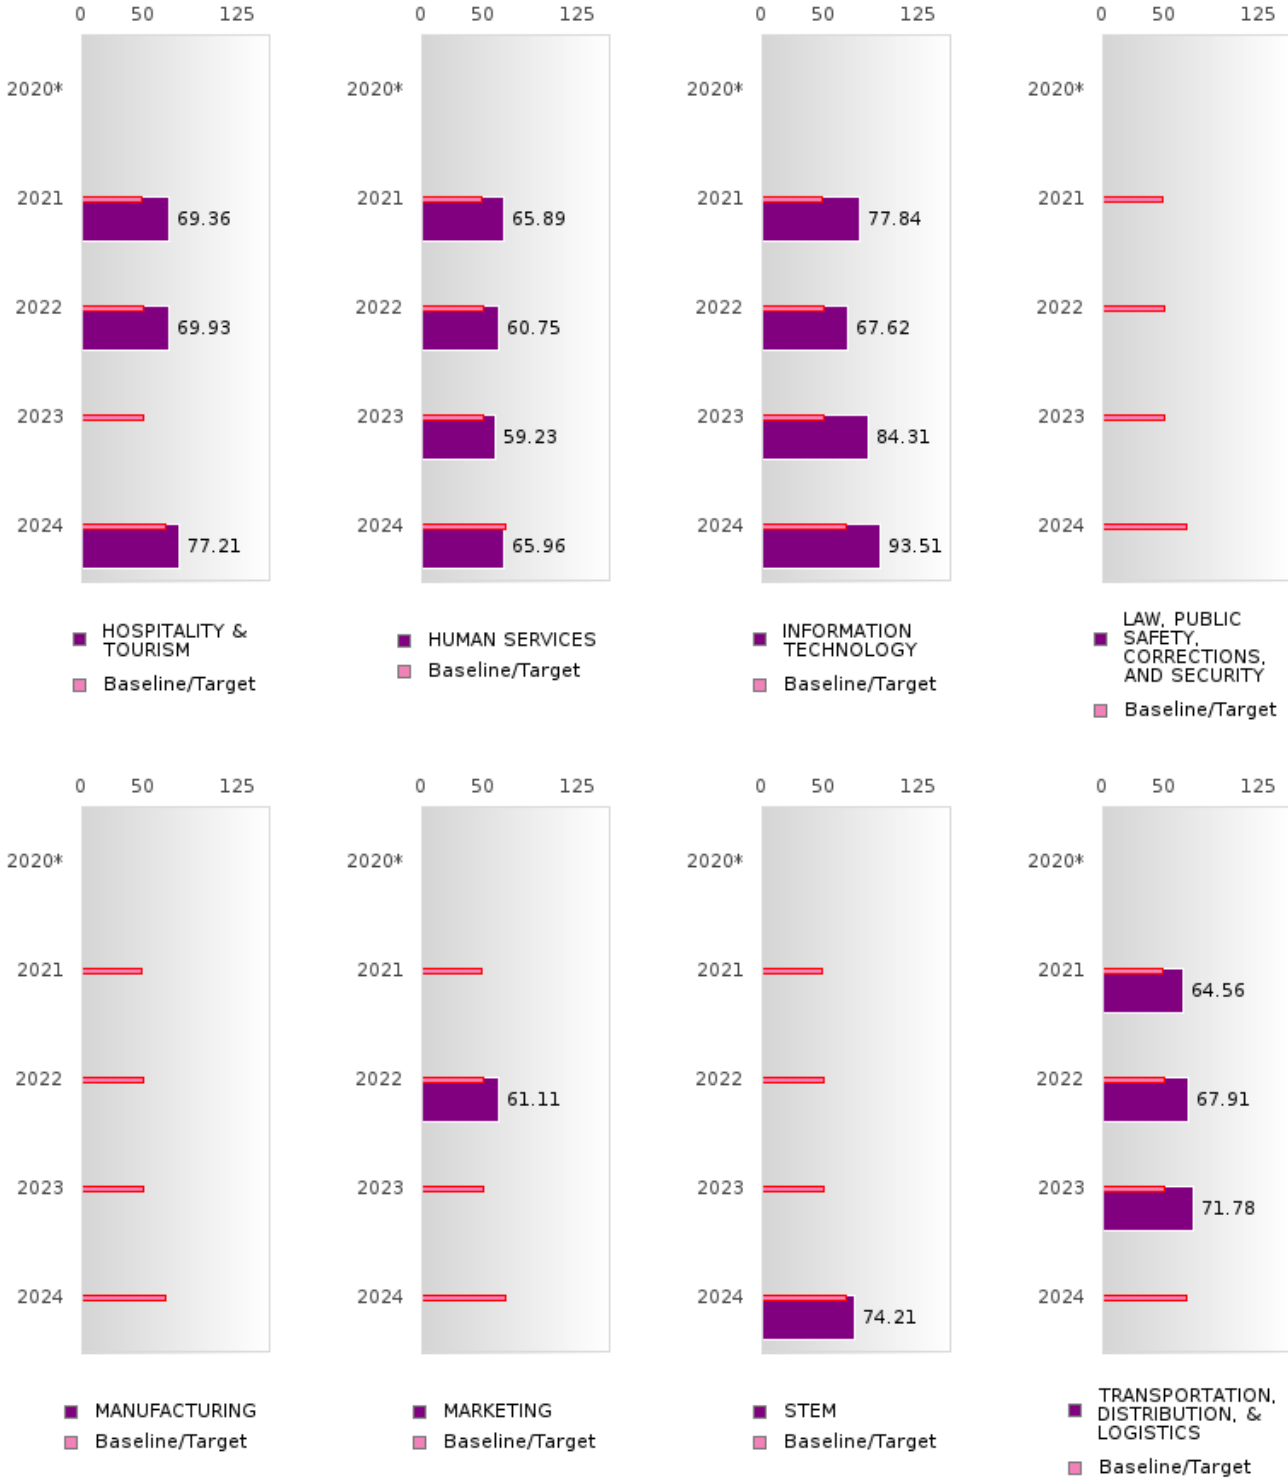 0 50 125
0 50 125
0 50 125
0 50 125
2020*
2020*
2020*
2020*
2021
69.36
2021
65.89
2021
77.84
2021
2022
69.93
2022
60.75
2022
67.62
2022
2023
2023
59.23
2023
84.31
2023
2024
77.21
2024
65.96
2024
93.51
2024
HOSPITALITY &
TOURISM
Baseline/Target
HUMAN SERVICES
Baseline/Target
INFORMATION
TECHNOLOGY
Baseline/Target
LAW, PUBLIC
SAFETY,
CORRECTIONS,
AND SECURITY
Baseline/Target
0 50 125
0 50 125
0 50 125
0 50 125
2020*
2020*
2020*
2020*
2021
2021
2021
2021
64.56
2022
2022
61.11
2022
2022
67.91
2023
2023
2023
2023
71.78
2024
2024
2024
74.21
2024
MANUFACTURING
Baseline/Target
MARKETING
Baseline/Target
STEM
Baseline/Target
TRANSPORTATION,
DISTRIBUTION, &
LOGISTICS
Baseline/Target